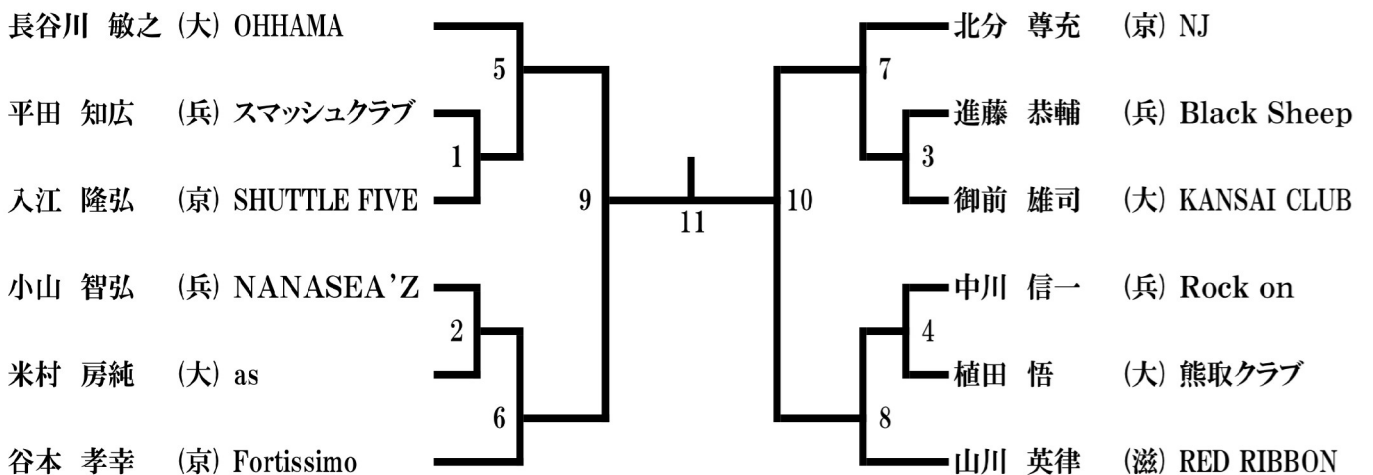 長谷川 敏之 (大) OHHAMA
平田 知広 (兵) スマッシュクラブ
入江 隆弘 (京) SHUTTLE FIVE
小山 智弘 (兵) NANASEA'Z
米村 房純 (大) as
谷本 孝幸 (京) Fortissimo
5
1
2
6
9
11
10
7
3
4
8
北分 尊充 (京) NJ
進藤 恭輔 (兵) Black Sheep
御前 雄司 (大) KANSAI CLUB
中川 信一 (兵) Rock on
植田 悟 (大) 熊取クラブ
山川 英律 (滋) RED RIBBON